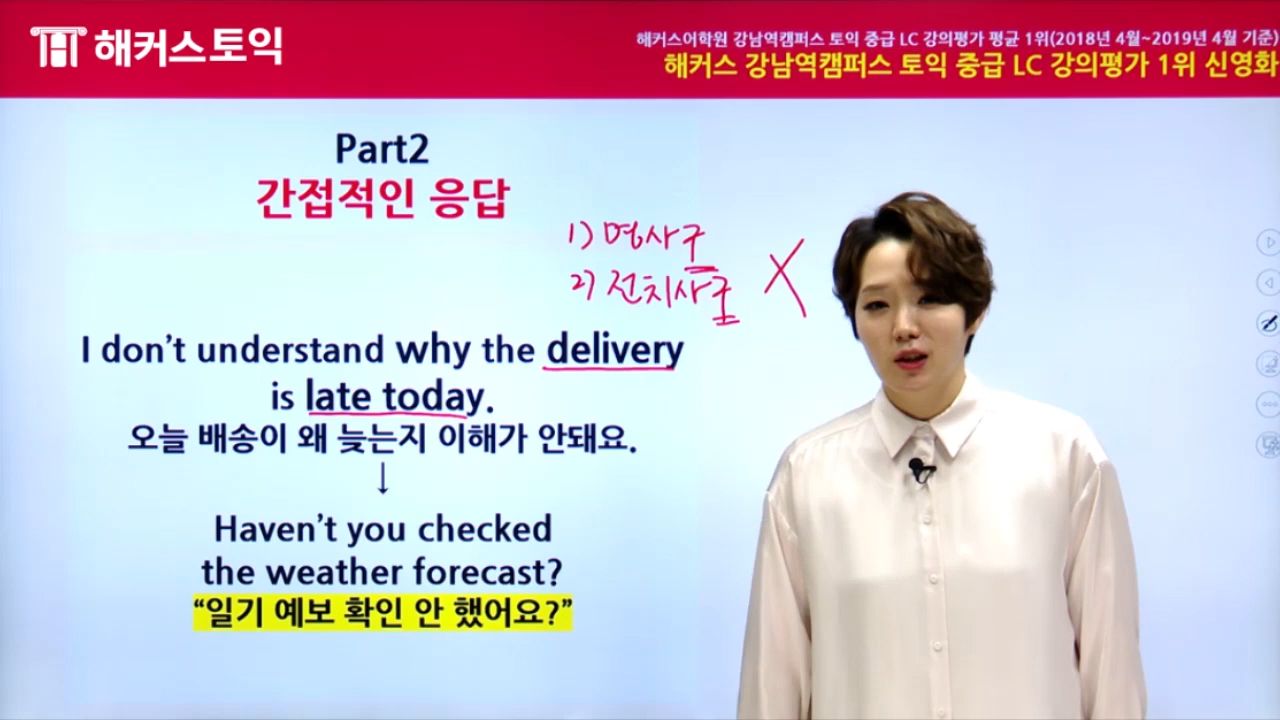 해커스토익
해커스어학원 강남역캠퍼스 토익 중급 LC 강의평가 평균 1위(2018년 4월~2019년 4월 기준)
해커스 강남역캠퍼스 토익 중급 LC 강의평가 1위 신영화
Part2
간접적인 응답
1) 명사구
2) 전치사구
X
I don’t understand why the delivery
is late today.
오늘 배송이 왜 늦는지 이해가 안돼요.
↓
Haven’t you checked
the weather forecast?
“일기 예보 확인 안 했어요?”